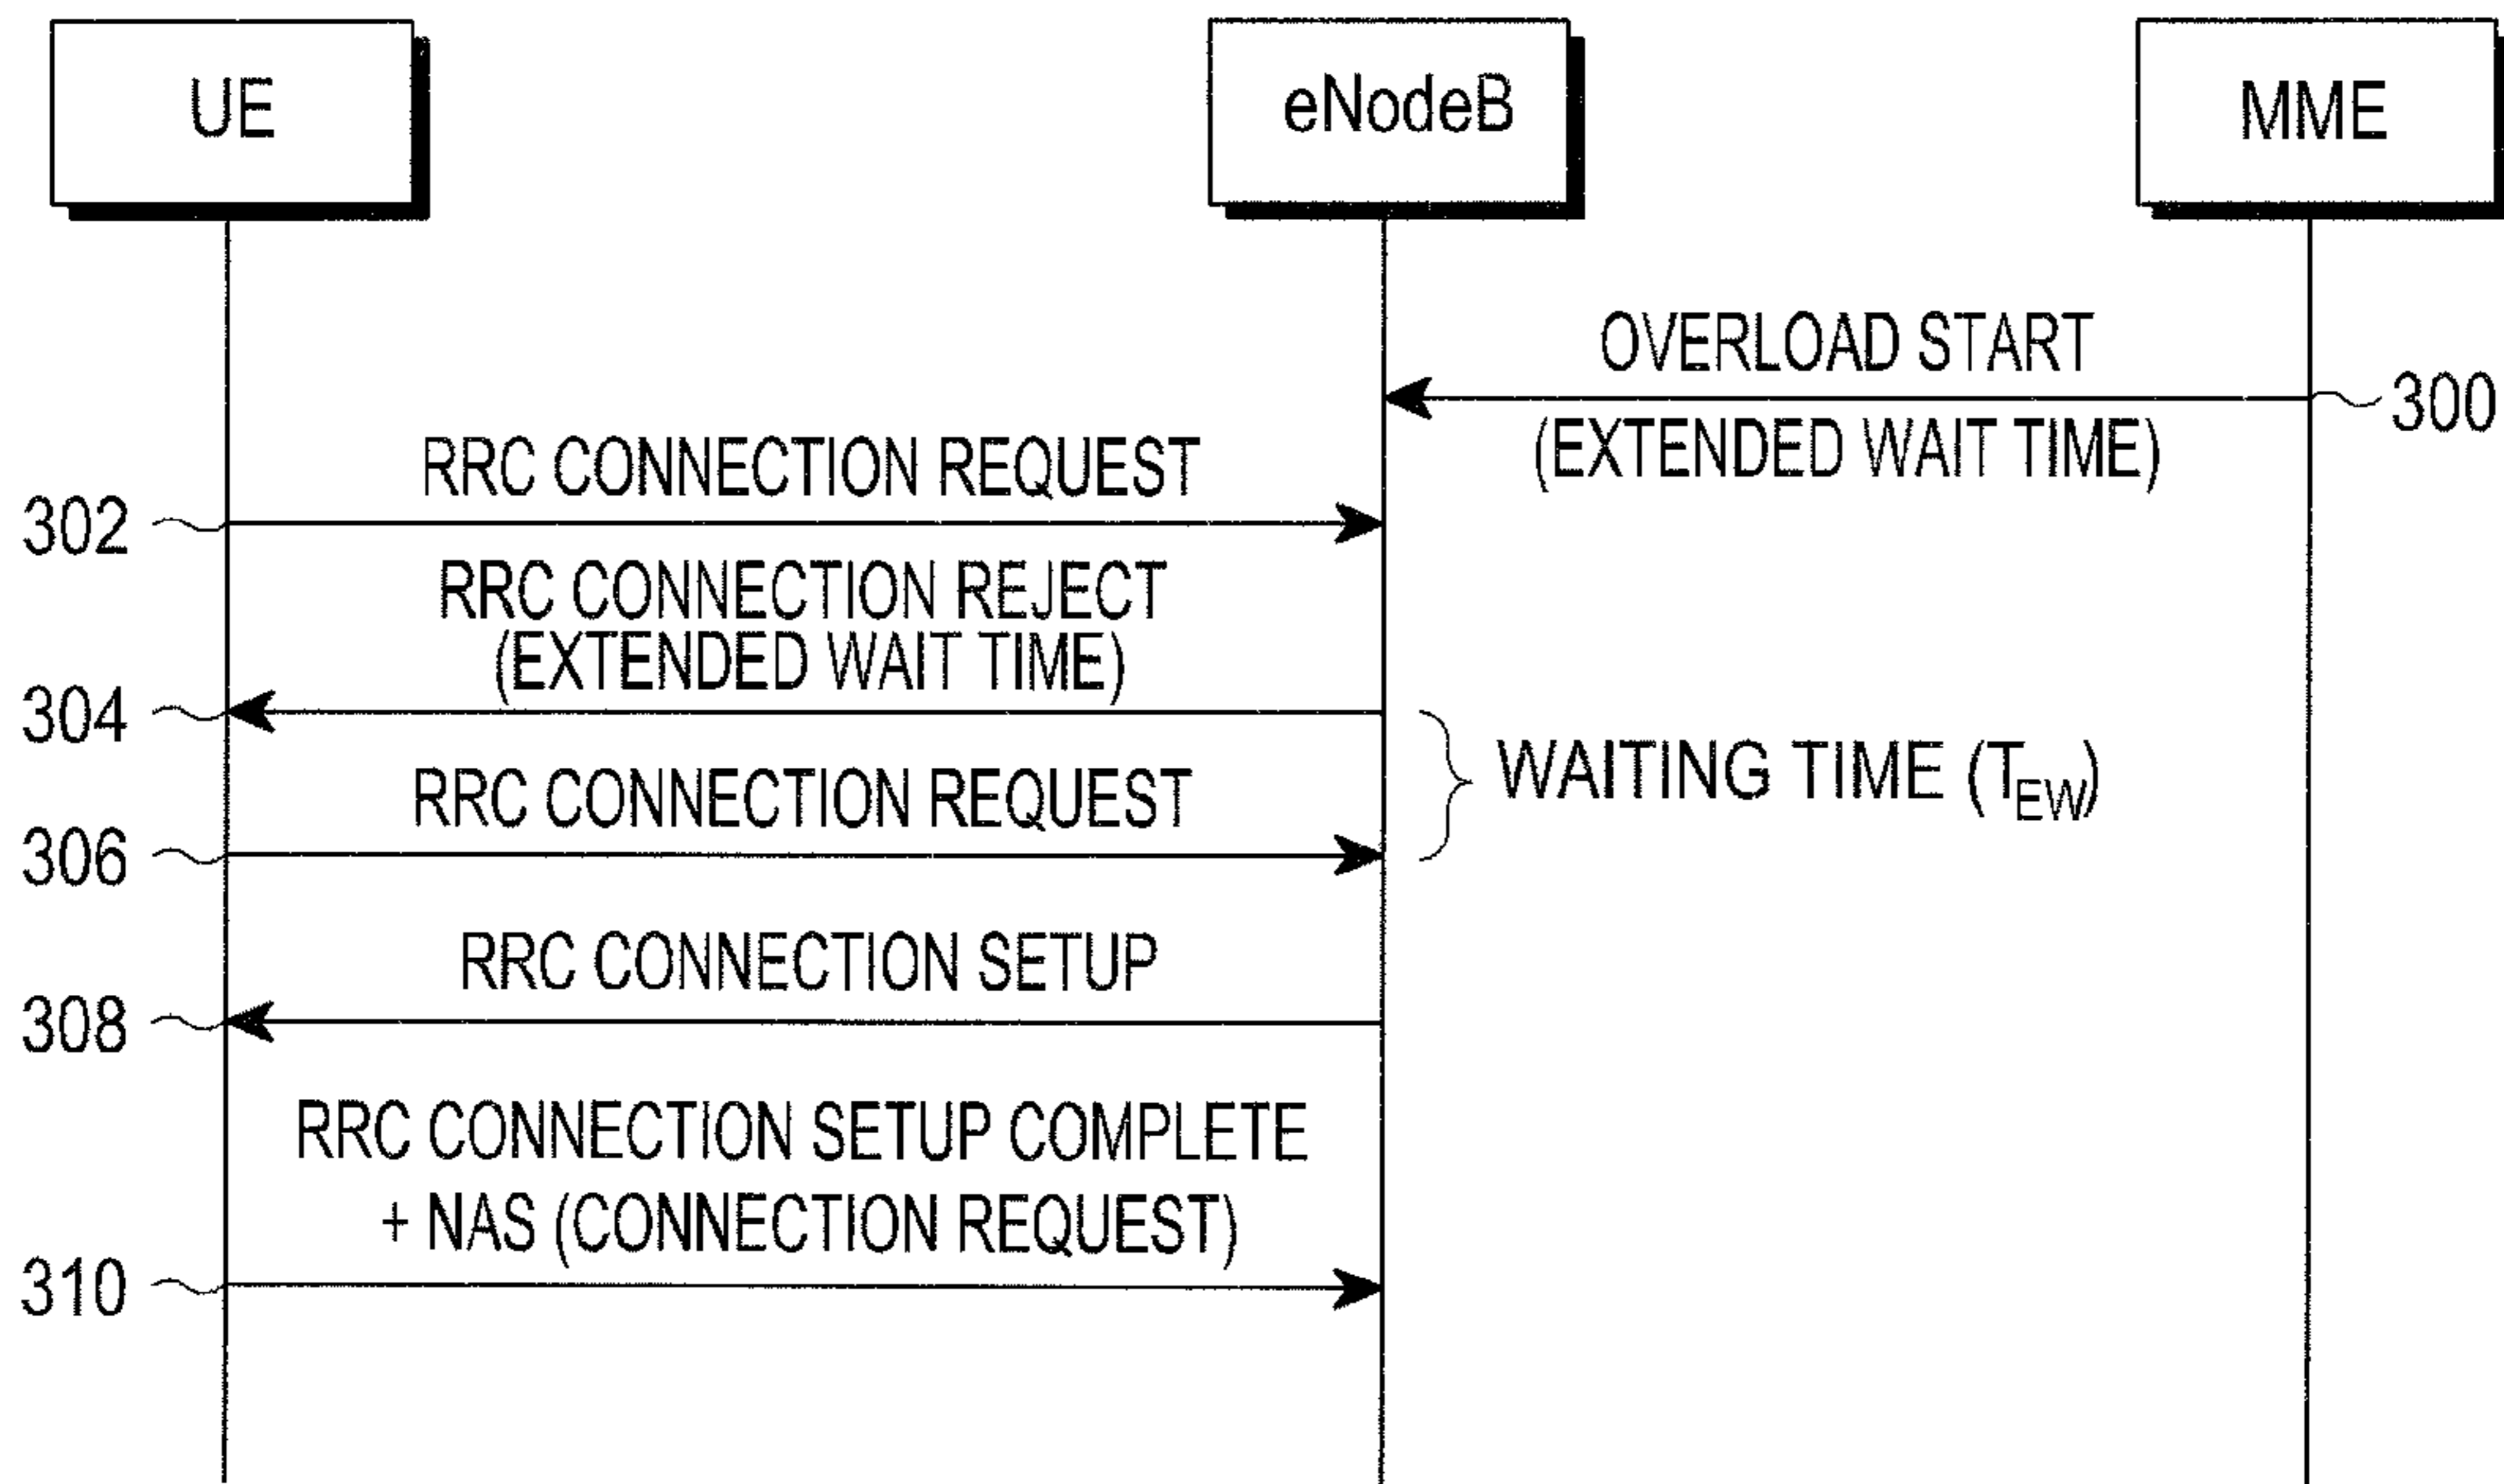 UE
eNodeB
MME
OVERLOAD START
300
(EXTENDED WAIT TIME)
RRC CONNECTION REQUEST
302
RRC CONNECTION REJECT
(EXTENDED WAIT TIME)
304
WAITING TIME (TEW)
RRC CONNECTION REQUEST
306
RRC CONNECTION SETUP
308
RRC CONNECTION SETUP COMPLETE
+ NAS (CONNECTION REQUEST)
310